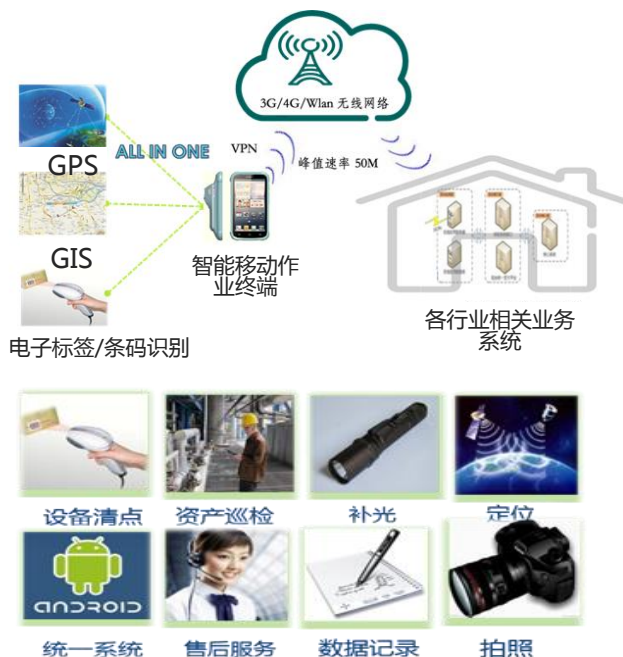 3G/4G/Wlan 无线网络
GPS
ALL IN ONE
VPN
峰值速率 50M
GIS
智能移动作
业终端
电子标签/条码识别
各行业相关业务
系统
设备清点
资产巡检
补光
定位
ANDROID
统一系统
售后服务
数据记录
拍照